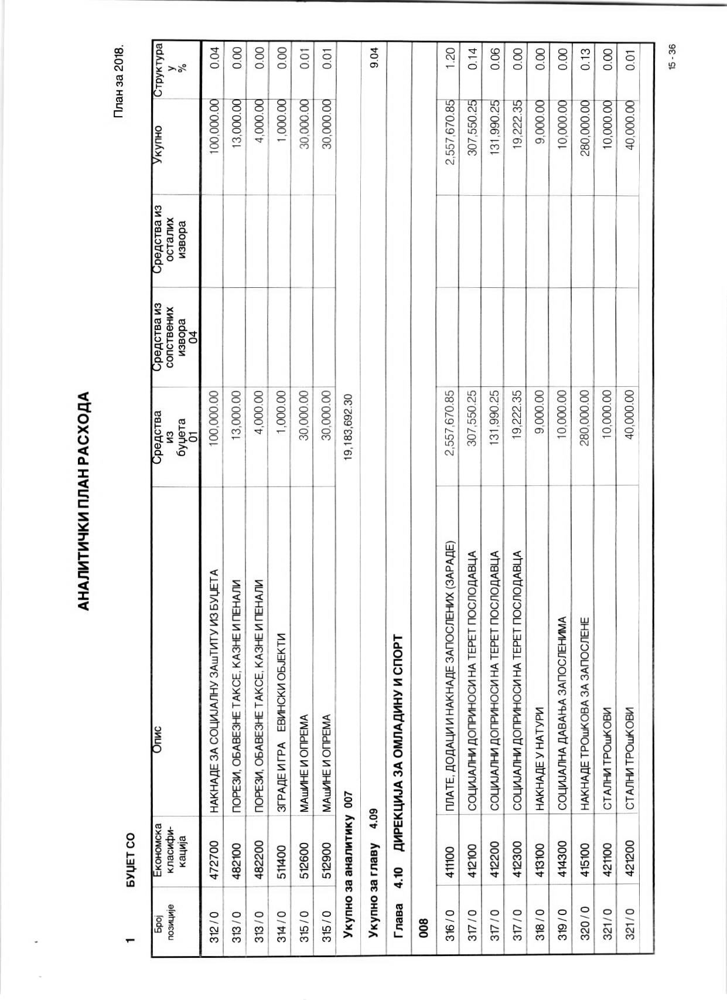 АНАЛИТИЧКИ ПЛАН РАСХОДА
План за 2018.
1 БУЏЕТ СО
Број позиције Економска класифи-кација Опис Средства из буџета 01 Средства из сопствених извора 04 Средства из осталих извора Укупно Структура у %
312 / 0 472700 НАКНАДЕ ЗА СОЦИЈАЛНУ ЗАшТИТУ ИЗ БУЏЕТА 100,000.00 100,000.00 0.04
313 / 0 482100 ПОРЕЗИ, ОБАВЕЗНЕ ТАКСЕ, КАЗНЕ И ПЕНАЛИ 13,000.00 13,000.00 0.00
313 / 0 482200 ПОРЕЗИ, ОБАВЕЗНЕ ТАКСЕ, КАЗНЕ И ПЕНАЛИ 4,000.00 4,000.00 0.00
314 / 0 511400 ЗГРАДЕ И ГРА ЕВИНСКИ ОБЈЕКТИ 1,000.00 1,000.00 0.00
315 / 0 512600 МАшИНЕ И ОПРЕМА 30,000.00 30,000.00 0.01
315 / 0 512900 МАшИНЕ И ОПРЕМА 30,000.00 30,000.00 0.01
Укупно за аналитику 007 19,183,692.30
Укупно за главу 4.09 9.04
Глава 4.10 ДИРЕКЦИЈА ЗА ОМЛАДИНУ И СПОРТ
008
316 / 0 411100 ПЛАТЕ, ДОДАЦИ И НАКНАДЕ ЗАПОСЛЕНИХ (ЗАРАДЕ) 2,557,670.85 2,557,670.85 1.20
317 / 0 412100 СОЦИЈАЛНИ ДОПРИНОСИ НА ТЕРЕТ ПОСЛОДАВЦА 307,550.25 307,550.25 0.14
317 / 0 412200 СОЦИЈАЛНИ ДОПРИНОСИ НА ТЕРЕТ ПОСЛОДАВЦА 131,990.25 131,990.25 0.06
317 / 0 412300 СОЦИЈАЛНИ ДОПРИНОСИ НА ТЕРЕТ ПОСЛОДАВЦА 19,222.35 19,222.35 0.00
318 / 0 413100 НАКНАДЕ У НАТУРИ 9,000.00 9,000.00 0.00
319 / 0 414300 СОЦИЈАЛНА ДАВАЊА ЗАПОСЛЕНИМА 10,000.00 10,000.00 0.00
320 / 0 415100 НАКНАДЕ ТРОшКОВА ЗА ЗАПОСЛЕНЕ 280,000.00 280,000.00 0.13
321 / 0 421100 СТАЛНИ ТРОшКОВИ 10,000.00 10,000.00 0.00
321 / 0 421200 СТАЛНИ ТРОшКОВИ 40,000.00 40,000.00 0.01
15 - 36